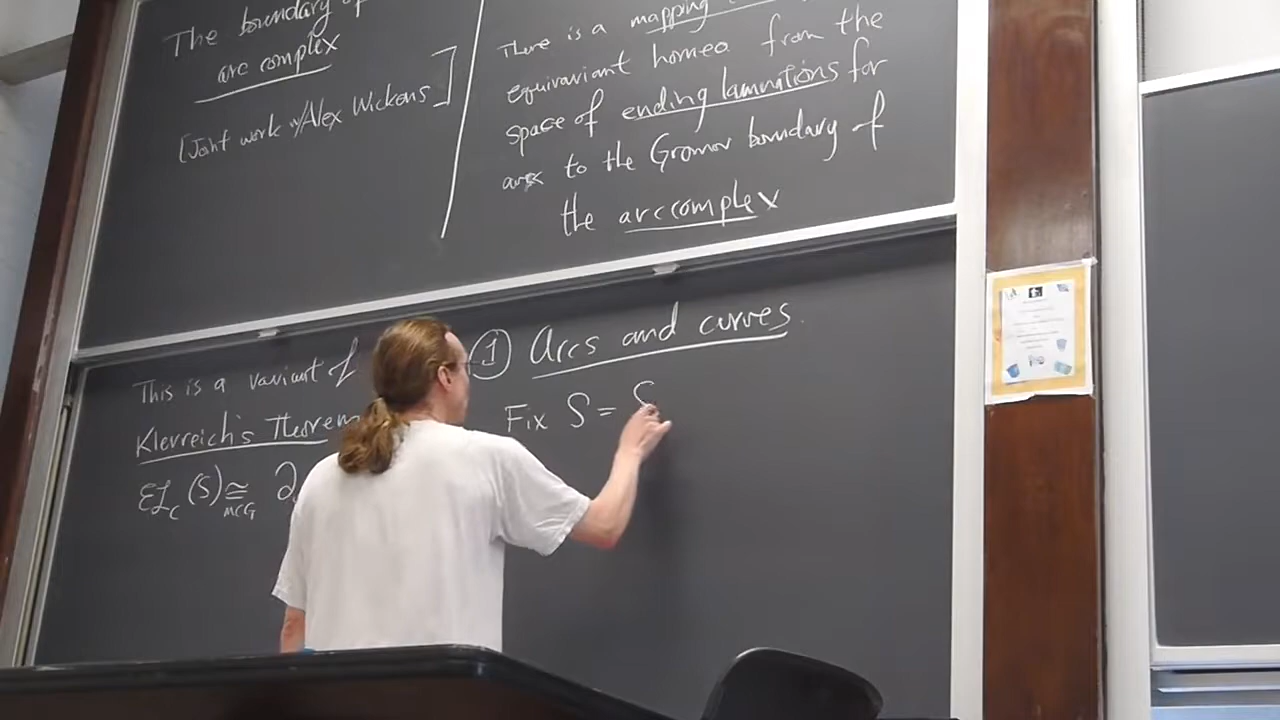 The boundary of
arc complex
[Joint work w/Alex Wickens]
There is a mapping
equivariant homeo from the
space of ending laminations for
arcs to the Gromov boundary of
the arc complex
This is a variant of
Klarreich's Theorem
EL_C (S) ≅_MCG ∂
① Arcs and curves.
Fix S = S